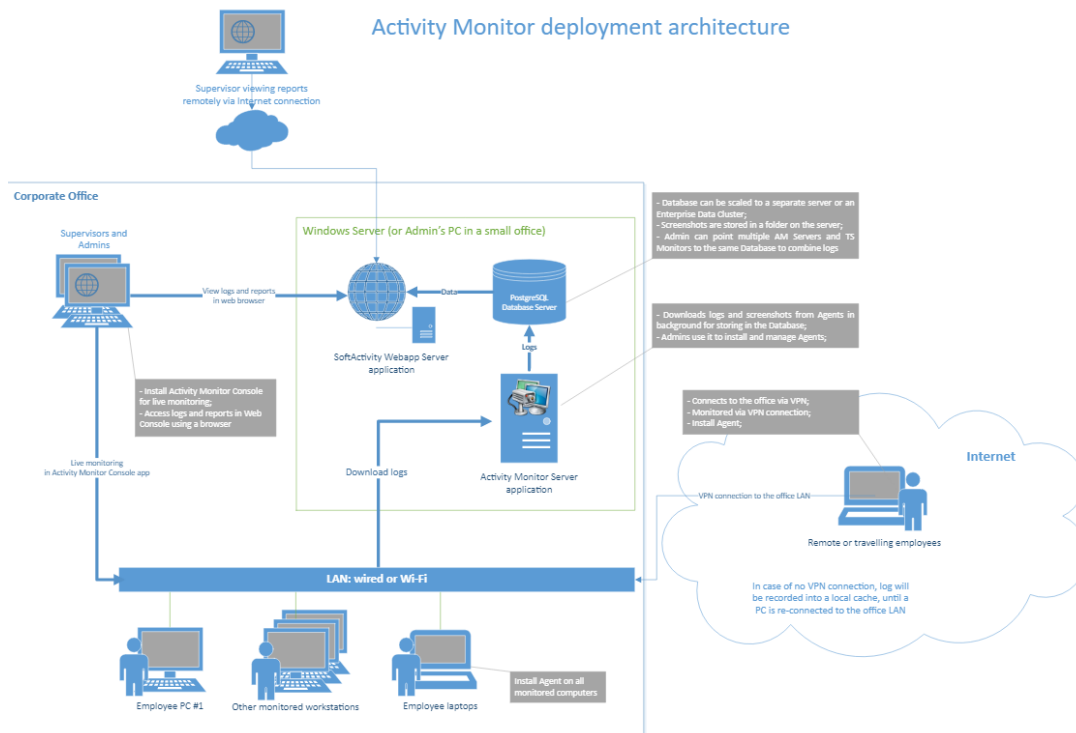 Activity Monitor deployment architecture
Supervisor viewing reports
remotely via Internet connection
Corporate Office
- Database can be scaled to a separate server or an
Enterprise Data Cluster;
- Screenshots are stored in a folder on the server;
- Admin can point multiple AM Servers and TS
Monitors to the same Database to combine logs
Supervisors and
Admins
Windows Server (or Admin's PC in a small office)
View logs and reports
in web browser
Data
PostgreSQL
Database Server
- Downloads logs and screenshots from Agents in
background for storing in the Database;
- Admins use it to install and manage Agents;
Logs
SoftActivity Webapp Server
application
- Install Activity Monitor Console
for live monitoring;
- Access logs and reports in Web
Console using a browser
- Connects to the office via VPN;
- Monitored via VPN connection;
- Install Agent;
Internet
Live monitoring
in Activity Monitor Console app
Download logs
Activity Monitor Server
application
VPN connection to the office LAN
Remote or travelling employees
LAN: wired or Wi-Fi
In case of no VPN connection, log will
be recorded into a local cache, until a
PC is re-connected to the office LAN
Install Agent on all
monitored computers
Employee PC #1
Other monitored workstations
Employee laptops